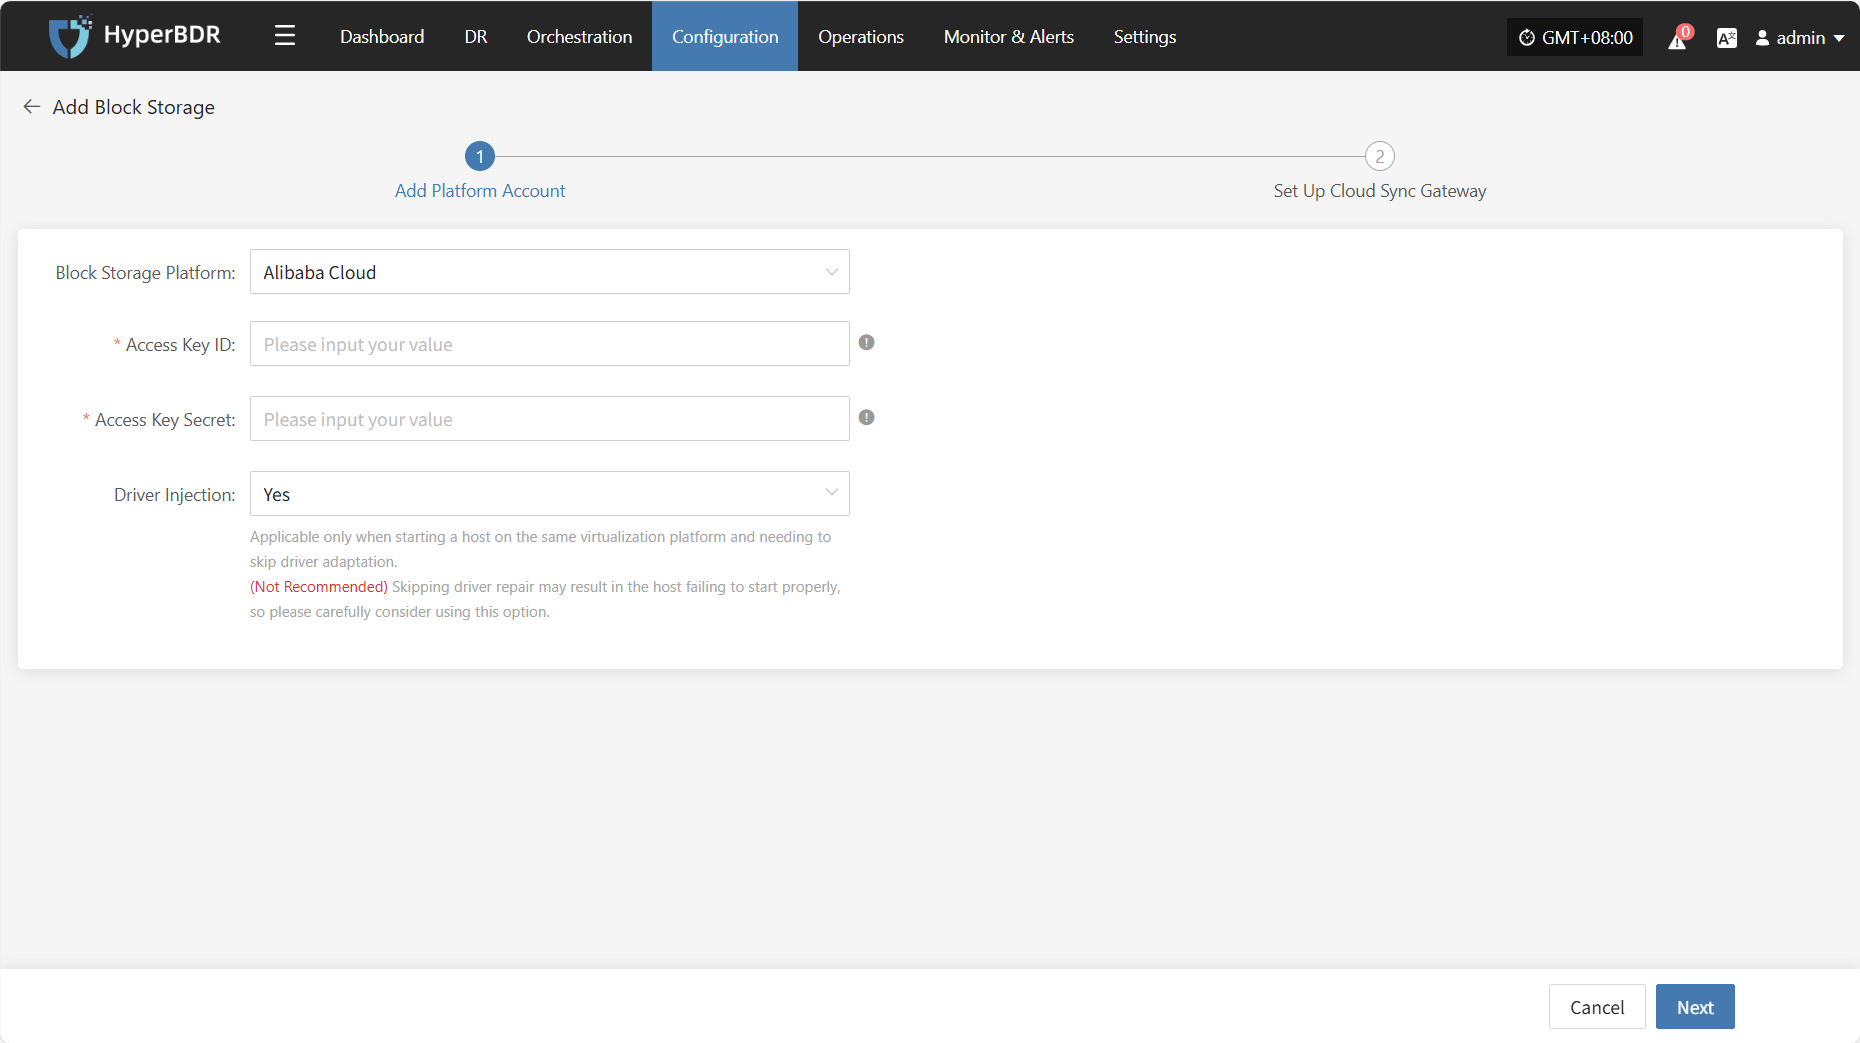 HyperBDR
Dashboard
DR
Orchestration
Configuration
Operations
Monitor & Alerts
Settings
GMT+08:00
0
admin
Add Block Storage
1
2
Add Platform Account
Set Up Cloud Sync Gateway
Block Storage Platform:
Alibaba Cloud
* Access Key ID:
Please input your value
* Access Key Secret:
Please input your value
Driver Injection:
Yes
Applicable only when starting a host on the same virtualization platform and needing to
skip driver adaptation.
(Not Recommended) Skipping driver repair may result in the host failing to start properly,
so please carefully consider using this option.
Cancel
Next